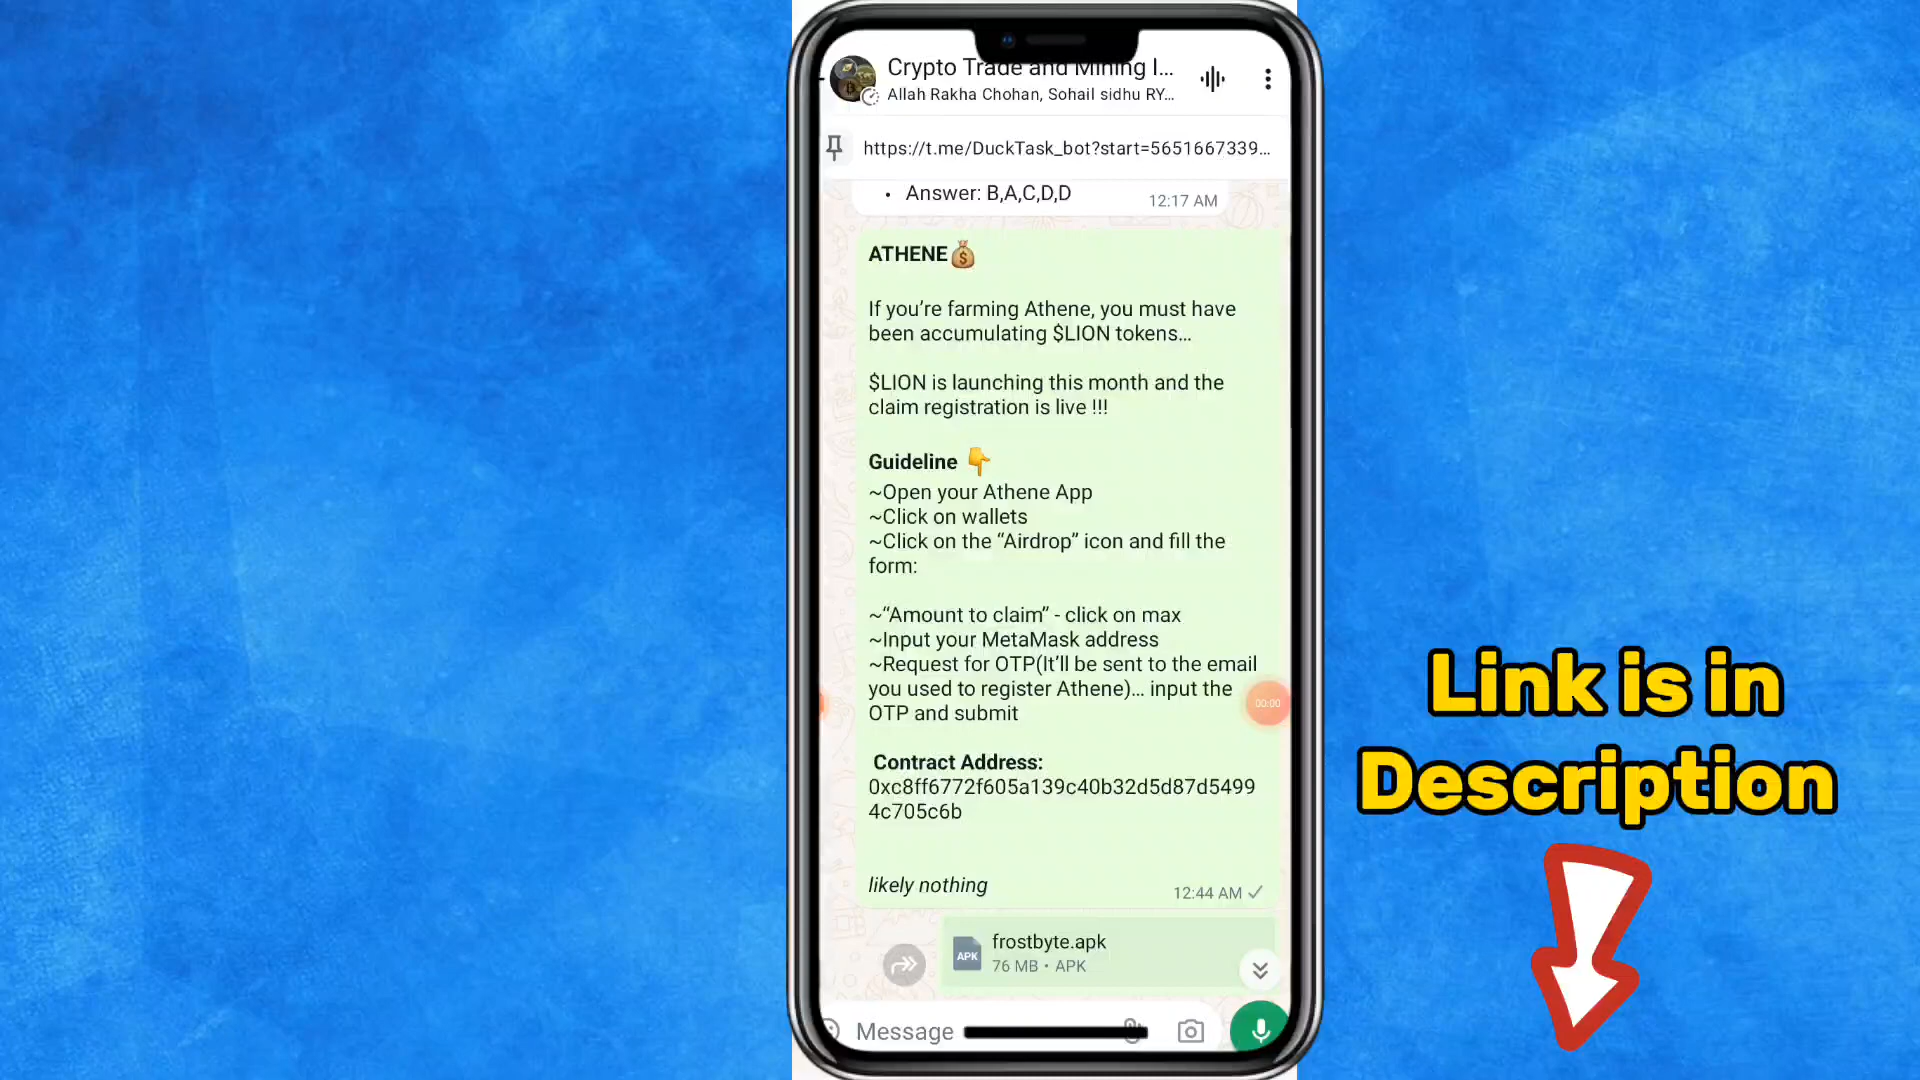 Crypto Trade and Mining I...
Allah Rakha Chohan, Sohail sidhu RY...
https://t.me/DuckTask_bot?start=5651667339...
• Answer: B,A,C,D,D
12:17 AM
ATHENE💰
If you’re farming Athene, you must have
been accumulating $LION tokens…
$LION is launching this month and the
claim registration is live !!!
Guideline 👇
~Open your Athene App
~Click on wallets
~Click on the “Airdrop” icon and fill the
form:
~“Amount to claim” - click on max
~Input your MetaMask address
~Request for OTP(It’ll be sent to the email
you used to register Athene)… input the
OTP and submit
00:00
Contract Address:
0xc8ff6772f605a139c40b32d5d87d5499
4c705c6b
likely nothing
12:44 AM
frostbyte.apk
APK
76 MB • APK
Message
Link is in
Description